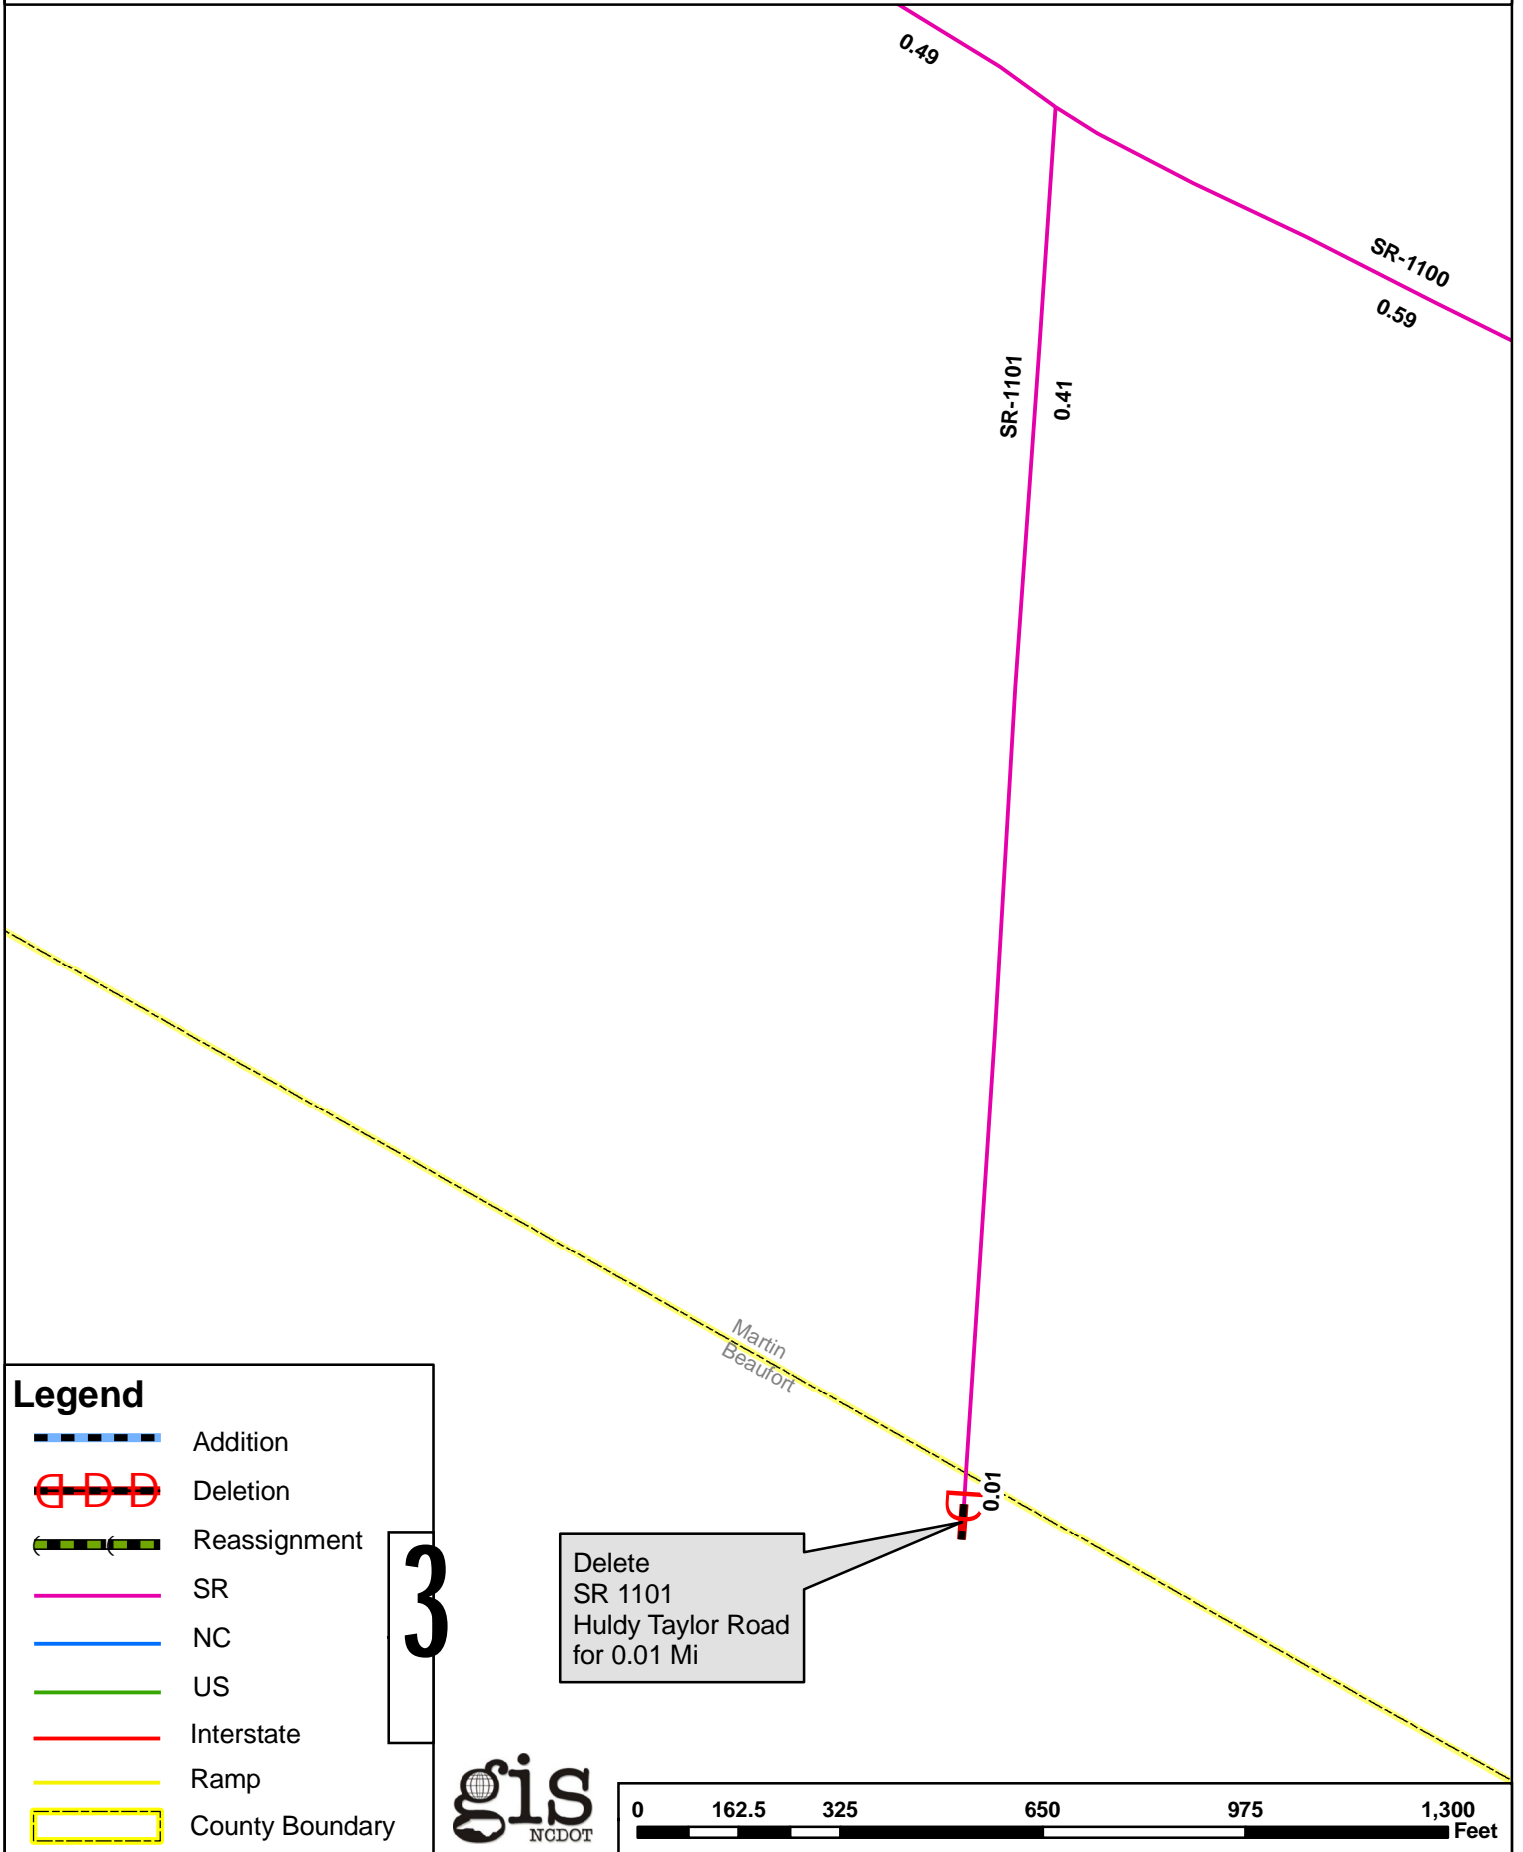 0.49
SR-1100
0.59
SR-1101
0.41
Martin
Beaufort
0.01
Delete
SR 1101
Huldy Taylor Road
for 0.01 Mi
Legend
Addition
Deletion
Reassignment
SR
NC
US
Interstate
Ramp
County Boundary
3
gis
NCDOT
0 162.5 325 650 975 1,300
Feet